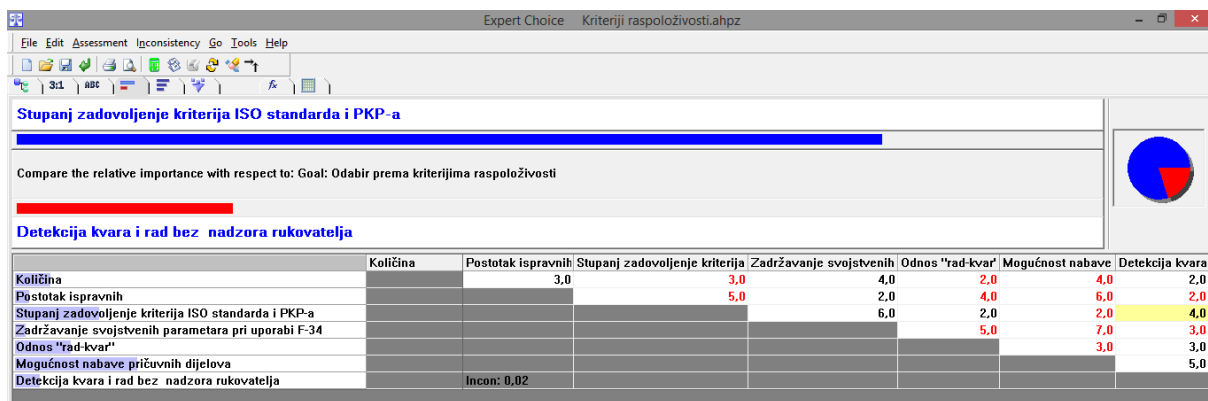 Expert Choice Kriteriji raspoloživosti.ahpz
File Edit Assessment Inconsistency Go Tools Help
3:1 ABC fx
Stupanj zadovoljenje kriterija ISO standarda i PKP-a
Compare the relative importance with respect to: Goal: Odabir prema kriterijima raspoloživosti
Detekcija kvara i rad bez nadzora rukovatelja
Količina Postotak ispravnih Stupanj zadovoljenje kriterija Zadržavanje svojstvenih Odnos "rad-kvar" Mogućnost nabave Detekcija kvara
Količina 3,0 3,0 4,0 2,0 4,0 2,0
Postotak ispravnih 5,0 2,0 4,0 6,0 2,0
Stupanj zadovoljenje kriterija ISO standarda i PKP-a 6,0 2,0 2,0 4,0
Zadržavanje svojstvenih parametara pri uporabi F-34 5,0 7,0 3,0
Odnos "rad-kvar" 3,0 3,0
Mogućnost nabave pričuvnih dijelova 5,0
Detekcija kvara i rad bez nadzora rukovatelja Incon: 0,02